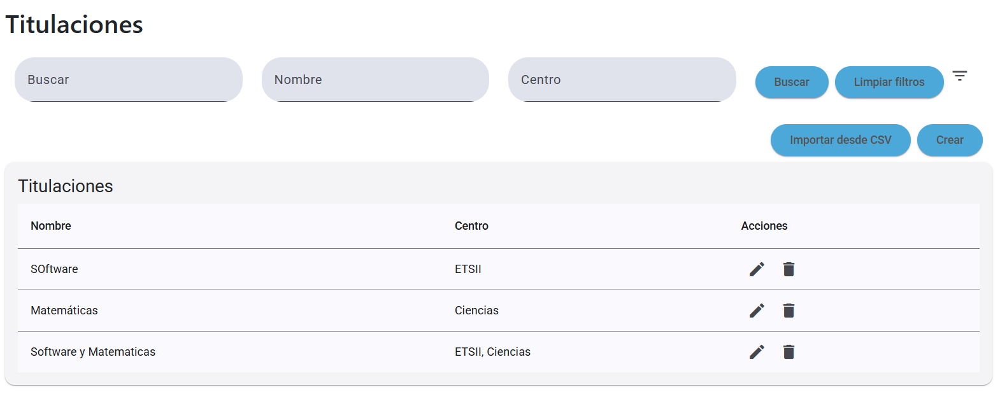 Titulaciones
Buscar Nombre Centro Buscar Limpiar filtros
Importar desde CSV Crear
Titulaciones
Nombre Centro Acciones
SOftware ETSII
Matemáticas Ciencias
Software y Matematicas ETSII, Ciencias